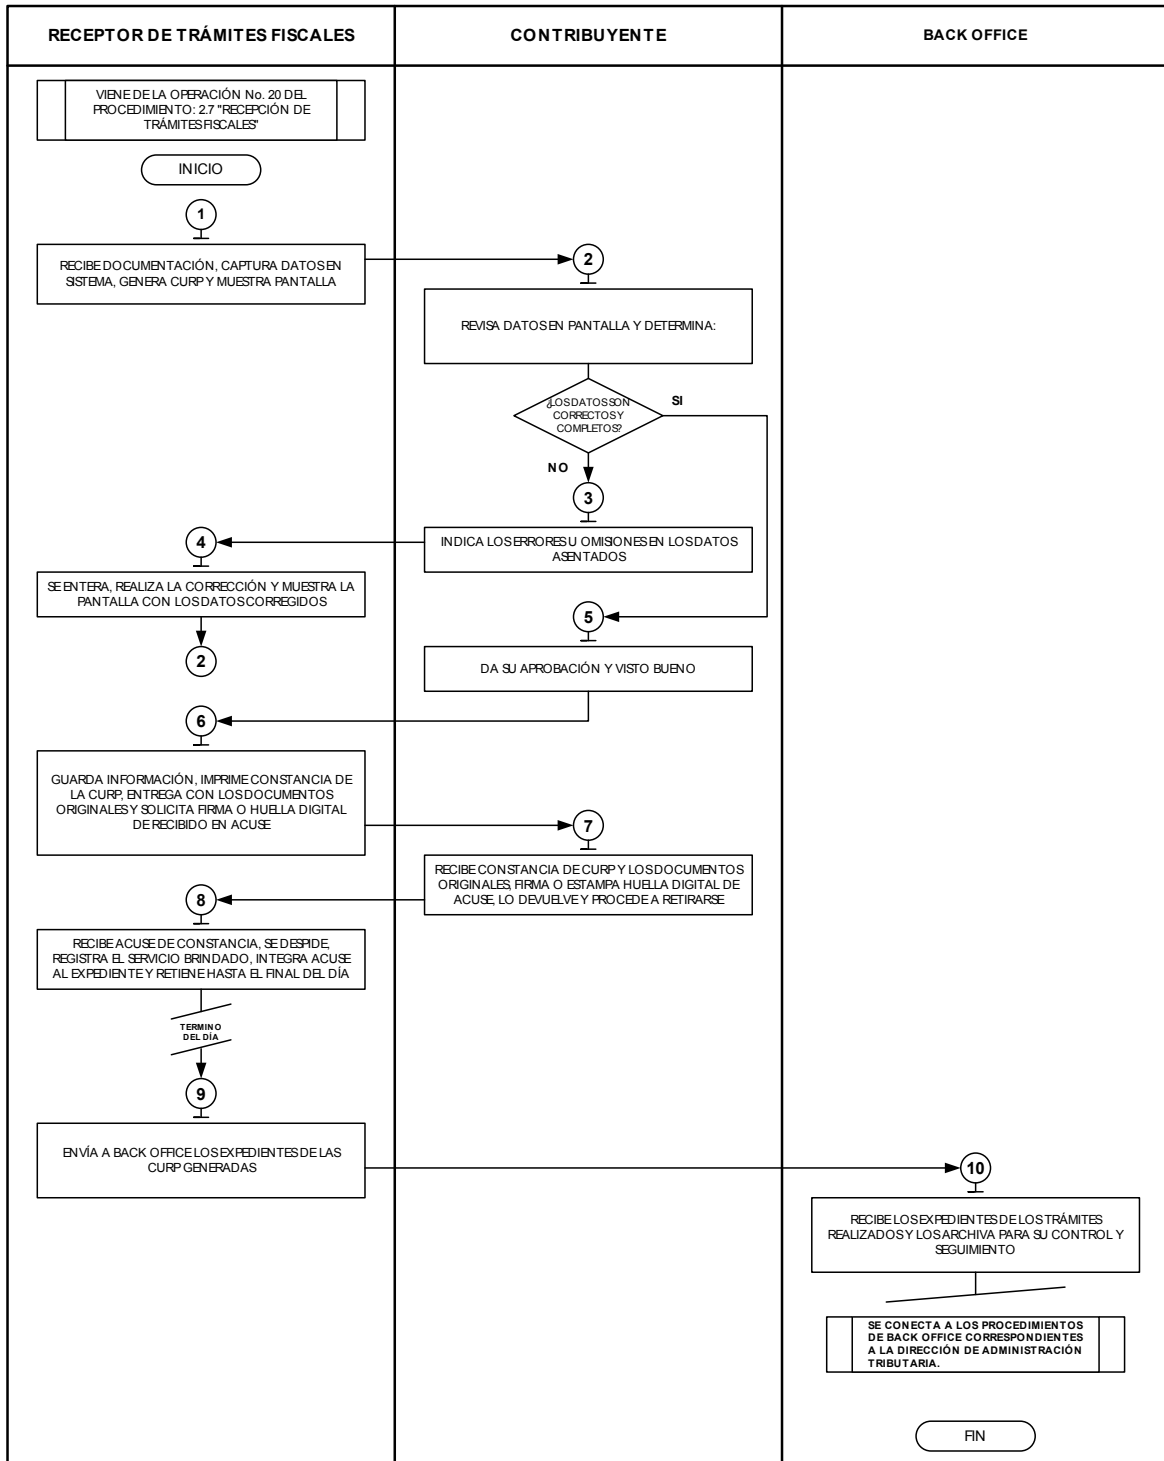 RECEPTOR DE TRÁMITES FISCALES
CONTRIBUYENTE
BACK OFFICE
VIENE DE LA OPERACIÓN No. 20 DEL
PROCEDIMIENTO: 2.7 "RECEPCIÓN DE
TRÁMITES FISCALES"
INICIO
1
RECIBE DOCUMENTACIÓN, CAPTURA DATOS EN
SISTEMA, GENERA CURP Y MUESTRA PANTALLA
2
REVISA DATOS EN PANTALLA Y DETERMINA:
¿LOS DATOS SON
CORRECTOS Y
COMPLETOS?
SI
NO
3
INDICA LOS ERRORES U OMISIONES EN LOS DATOS
ASENTADOS
4
SE ENTERA, REALIZA LA CORRECCIÓN Y MUESTRA LA
PANTALLA CON LOS DATOS CORREGIDOS
2
5
DA SU APROBACIÓN Y VISTO BUENO
6
GUARDA INFORMACIÓN, IMPRIME CONSTANCIA DE
LA CURP, ENTREGA CON LOS DOCUMENTOS
ORIGINALES Y SOLICITA FIRMA O HUELLA DIGITAL
DE RECIBIDO EN ACUSE
7
RECIBE CONSTANCIA DE CURP Y LOS DOCUMENTOS
ORIGINALES, FIRMA O ESTAMPA HUELLA DIGITAL DE
ACUSE, LO DEVUELVE Y PROCEDE A RETIRARSE
8
RECIBE ACUSE DE CONSTANCIA, SE DESPIDE,
REGISTRA EL SERVICIO BRINDADO, INTEGRA ACUSE
AL EXPEDIENTE Y RETIENE HASTA EL FINAL DEL DÍA
TERMINO
DEL DÍA
9
ENVÍA A BACK OFFICE LOS EXPEDIENTES DE LAS
CURP GENERADAS
10
RECIBE LOS EXPEDIENTES DE LOS TRÁMITES
REALIZADOS Y LOS ARCHIVA PARA SU CONTROL Y
SEGUIMIENTO
SE CONECTA A LOS PROCEDIMIENTOS
DE BACK OFFICE CORRESPONDIENTES
A LA DIRECCIÓN DE ADMINISTRACIÓN
TRIBUTARIA.
FIN